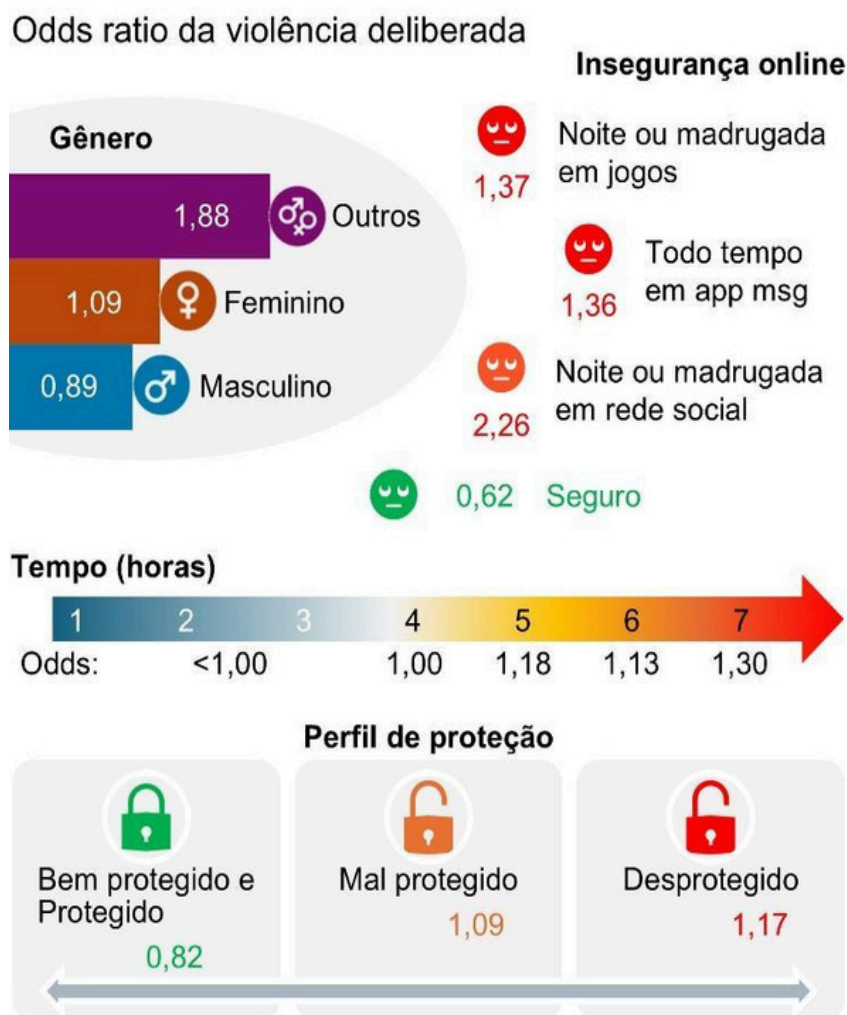 Odds ratio da violência deliberada
Gênero
1,88 Outros
1,09 Feminino
0,89 Masculino
Insegurança online
Noite ou madrugada
em jogos
1,37
Todo tempo
em app msg
1,36
Noite ou madrugada
em rede social
2,26
0,62 Seguro
Tempo (horas)
1 2 3 4 5 6 7
Odds: <1,00 1,00 1,18 1,13 1,30
Perfil de proteção
Bem protegido e
Protegido
0,82
Mal protegido
1,09
Desprotegido
1,17